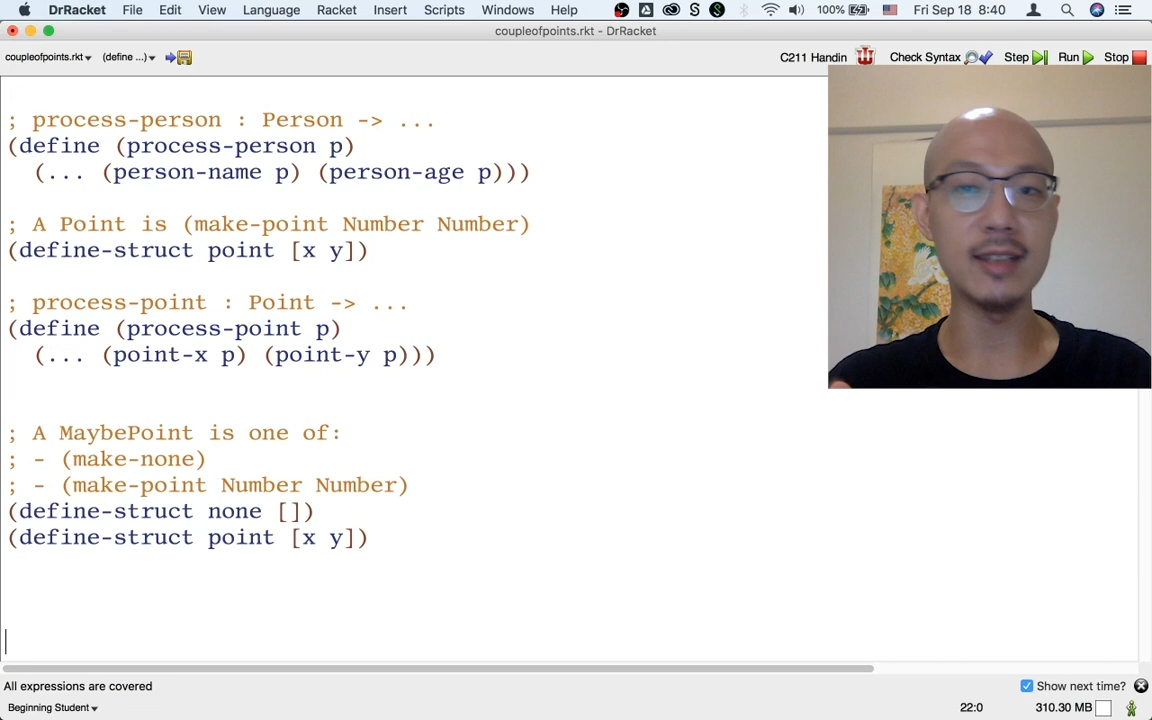 DrRacket File Edit View Language Racket Insert Scripts Windows Help 100% Fri Sep 18 8:40
coupleofpoints.rkt - DrRacket
coupleofpoints.rkt (define ...) C211 Handin Check Syntax Step Run Stop
; process-person : Person -> ...
(define (process-person p)
(... (person-name p) (person-age p)))
; A Point is (make-point Number Number)
(define-struct point [x y])
; process-point : Point -> ...
(define (process-point p)
(... (point-x p) (point-y p)))
; A MaybePoint is one of:
; - (make-none)
; - (make-point Number Number)
(define-struct none [])
(define-struct point [x y])
All expressions are covered Show next time?
Beginning Student 22:0 310.30 MB